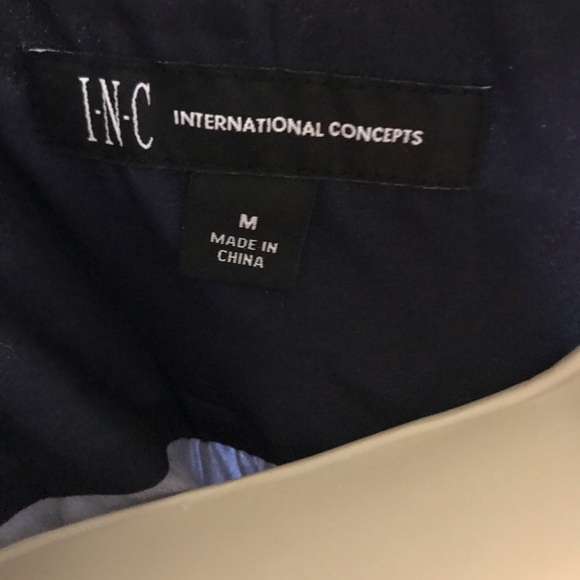 I·N·C INTERNATIONAL CONCEPTS
M
MADE IN
CHINA